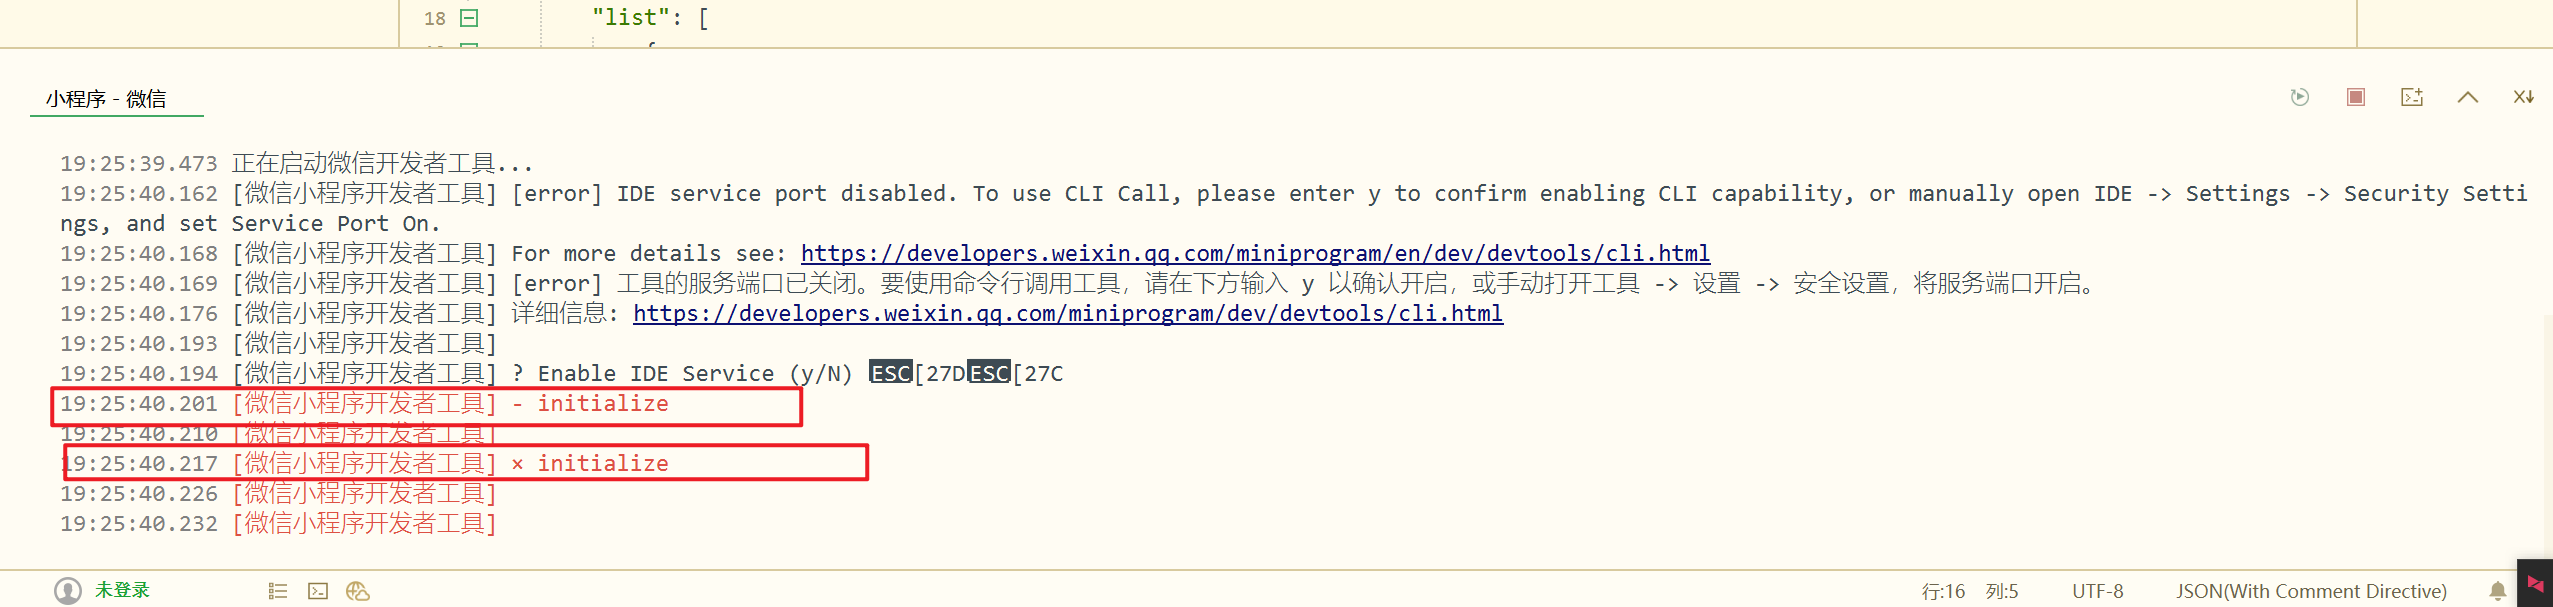 18 "list": [
小程序 - 微信
19:25:39.473 正在启动微信开发者工具...
19:25:40.162 [微信小程序开发者工具] [error] IDE service port disabled. To use CLI Call, please enter y to confirm enabling CLI capability, or manually open IDE -> Settings -> Security Setti
ngs, and set Service Port On.
19:25:40.168 [微信小程序开发者工具] For more details see: https://developers.weixin.qq.com/miniprogram/en/dev/devtools/cli.html
19:25:40.169 [微信小程序开发者工具] [error] 工具的服务端口已关闭。要使用命令行调用工具，请在下方输入 y 以确认开启，或手动打开工具 -> 设置 -> 安全设置，将服务端口开启。
19:25:40.176 [微信小程序开发者工具] 详细信息: https://developers.weixin.qq.com/miniprogram/dev/devtools/cli.html
19:25:40.193 [微信小程序开发者工具]
19:25:40.194 [微信小程序开发者工具] ? Enable IDE Service (y/N) ESC[27DESC[27C
19:25:40.201 [微信小程序开发者工具] - initialize
19:25:40.210 [微信小程序开发者工具]
19:25:40.217 [微信小程序开发者工具] × initialize
19:25:40.226 [微信小程序开发者工具]
19:25:40.232 [微信小程序开发者工具]
未登录 行:16 列:5 UTF-8 JSON(With Comment Directive)